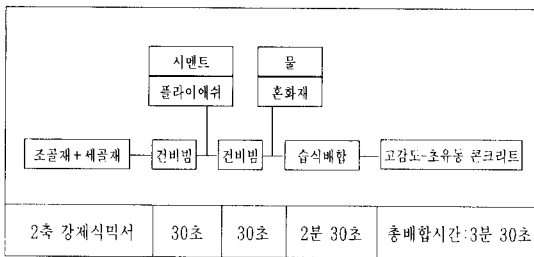 시멘트
플라이애쉬
물
혼화재
조골재+세골재
건비빔
건비빔
습식배합
고감도-초유동 콘크리트
2축 강제식믹서
30초
30초
2분 30초
총배합시간:3분 30초